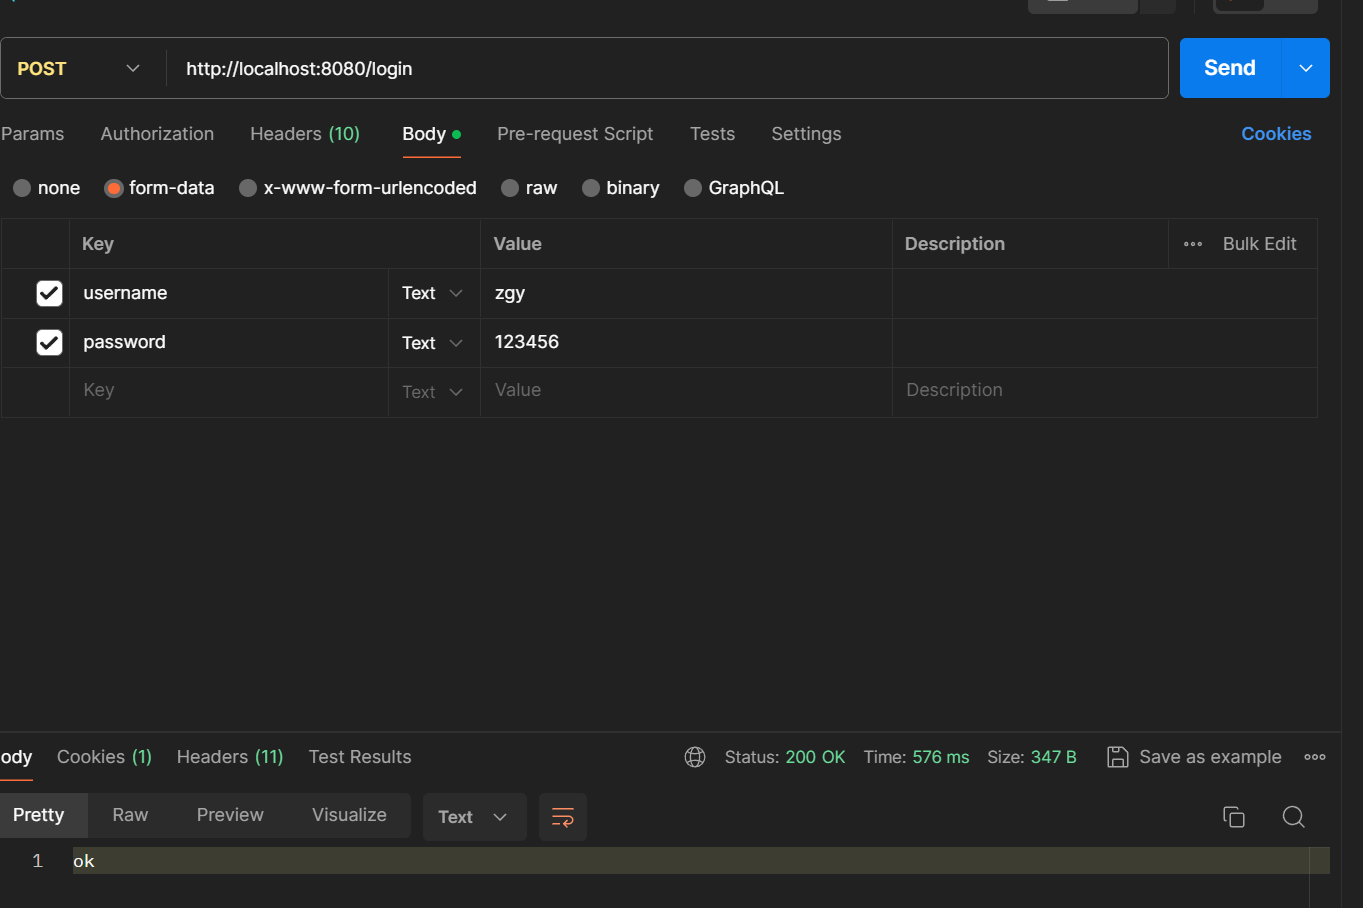 POST http://localhost:8080/login Send
Params Authorization Headers (10) Body Pre-request Script Tests Settings Cookies
none form-data x-www-form-urlencoded raw binary GraphQL
Key Value Description Bulk Edit
username Text zgy
password Text 123456
Key Text Value Description
ody Cookies (1) Headers (11) Test Results Status: 200 OK Time: 576 ms Size: 347 B Save as example
Pretty Raw Preview Visualize Text
1 ok